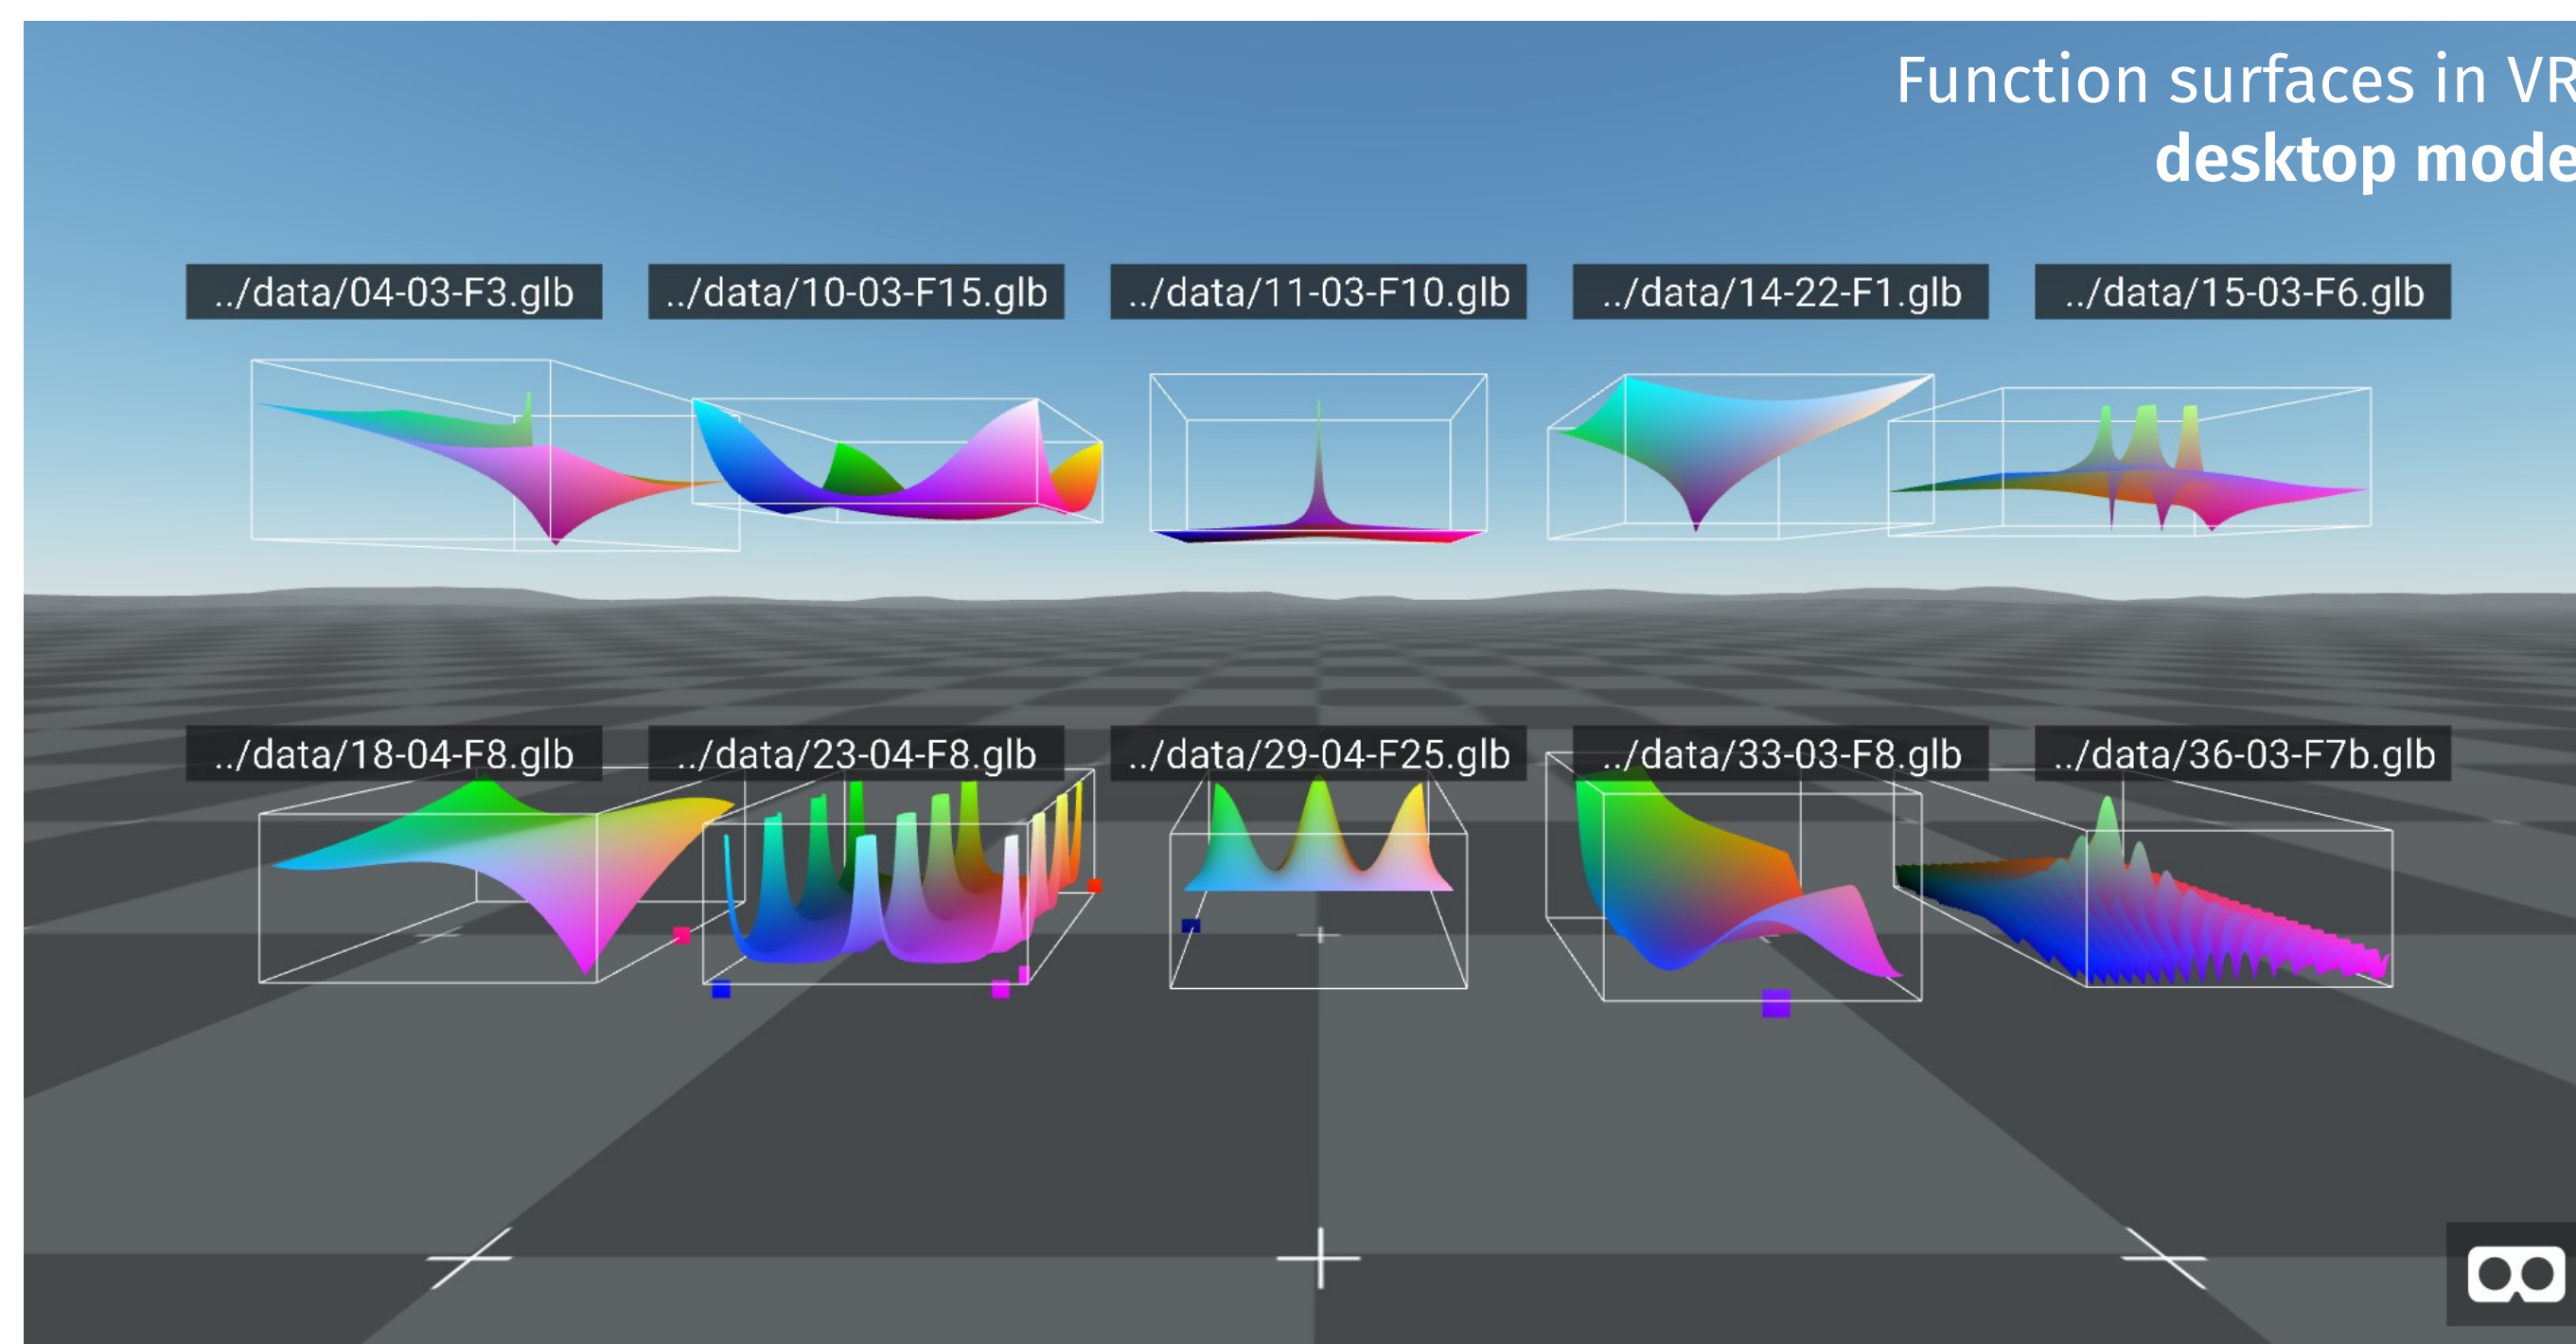 Function surfaces in VR
desktop mode
../data/04-03-F3.glb
../data/10-03-F15.glb
../data/11-03-F10.glb
../data/14-22-F1.glb
../data/15-03-F6.glb
../data/18-04-F8.glb
../data/23-04-F8.glb
../data/29-04-F25.glb
../data/33-03-F8.glb
../data/36-03-F7b.glb